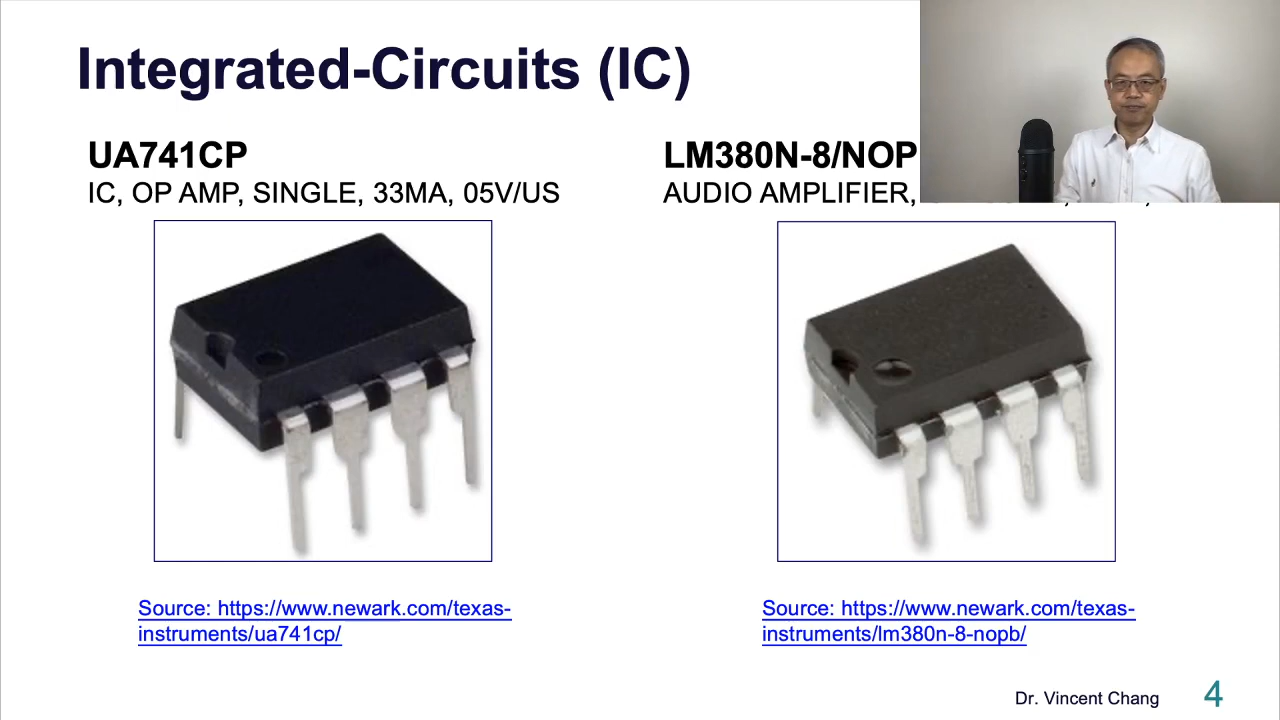 Integrated-Circuits (IC)
UA741CP
IC, OP AMP, SINGLE, 33MA, 05V/US
LM380N-8/NOP
AUDIO AMPLIFIER,
Source: https://www.newark.com/texas-
instruments/ua741cp/
Source: https://www.newark.com/texas-
instruments/lm380n-8-nopb/
Dr. Vincent Chang
4